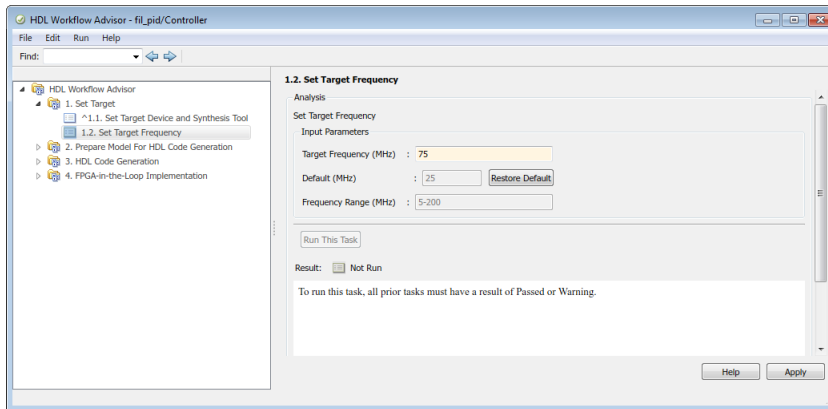 HDL Workflow Advisor - fil_pid/Controller
File Edit Run Help
Find:
HDL Workflow Advisor
1. Set Target
^1.1. Set Target Device and Synthesis Tool
1.2. Set Target Frequency
2. Prepare Model For HDL Code Generation
3. HDL Code Generation
4. FPGA-in-the-Loop Implementation
1.2. Set Target Frequency
Analysis
Set Target Frequency
Input Parameters
Target Frequency (MHz) : 75
Default (MHz) : 25 Restore Default
Frequency Range (MHz) : 5-200
Run This Task
Result: Not Run
To run this task, all prior tasks must have a result of Passed or Warning.
Help Apply